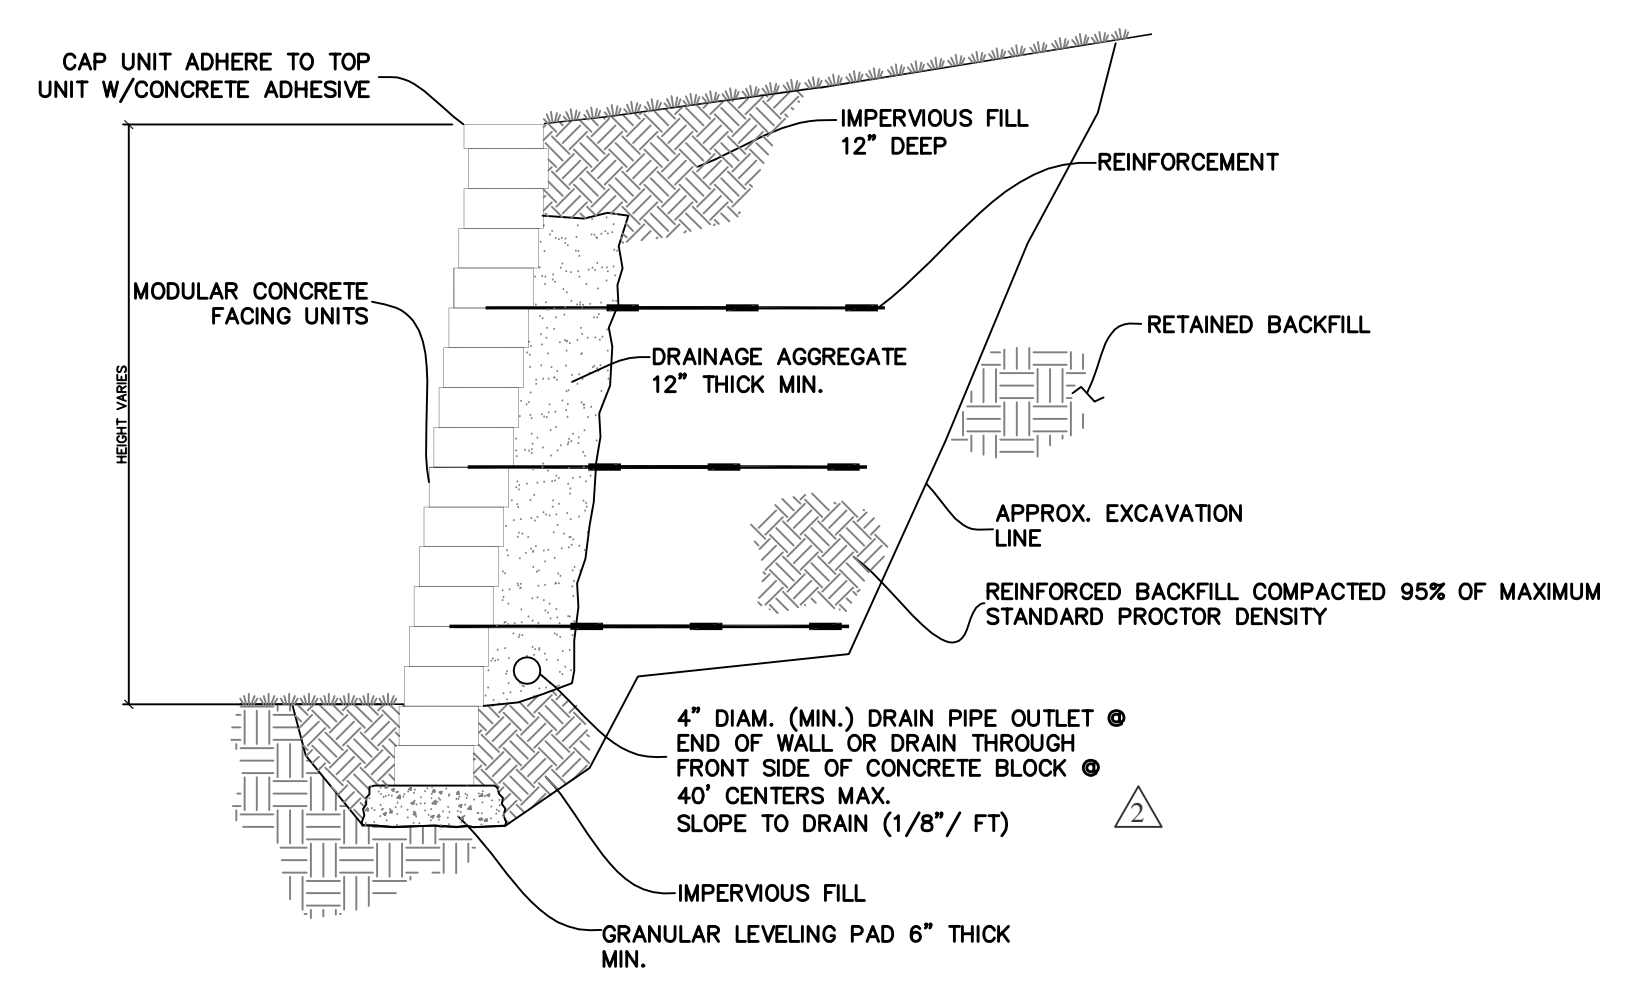 CAP UNIT ADHERE TO TOP
UNIT W/CONCRETE ADHESIVE
IMPERVIOUS FILL
12” DEEP
REINFORCEMENT
MODULAR CONCRETE
FACING UNITS
RETAINED BACKFILL
DRAINAGE AGGREGATE
12” THICK MIN.
HEIGHT VARIES
APPROX. EXCAVATION
LINE
REINFORCED BACKFILL COMPACTED 95% OF MAXIMUM
STANDARD PROCTOR DENSITY
4” DIAM. (MIN.) DRAIN PIPE OUTLET @
END OF WALL OR DRAIN THROUGH
FRONT SIDE OF CONCRETE BLOCK @
40’ CENTERS MAX.
SLOPE TO DRAIN (1/8”/ FT)
2
IMPERVIOUS FILL
GRANULAR LEVELING PAD 6” THICK
MIN.